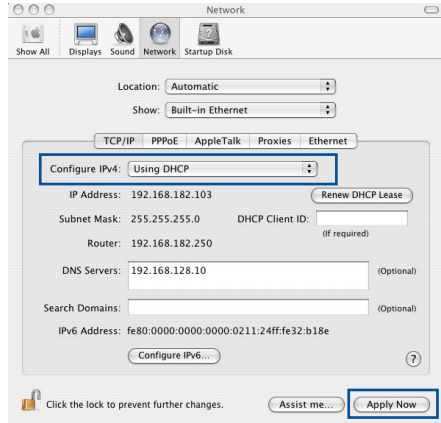 Network
Show All Displays Sound Network Startup Disk
Location: Automatic
Show: Built-in Ethernet
TCP/IP PPPoE AppleTalk Proxies Ethernet
Configure IPv4: Using DHCP
IP Address: 192.168.182.103 Renew DHCP Lease
Subnet Mask: 255.255.255.0 DHCP Client ID:
(If required)
Router: 192.168.182.250
DNS Servers: 192.168.128.10 (Optional)
Search Domains: (Optional)
IPv6 Address: fe80:0000:0000:0000:0211:24ff:fe32:b18e
Configure IPv6... ?
Click the lock to prevent further changes. Assist me... Apply Now